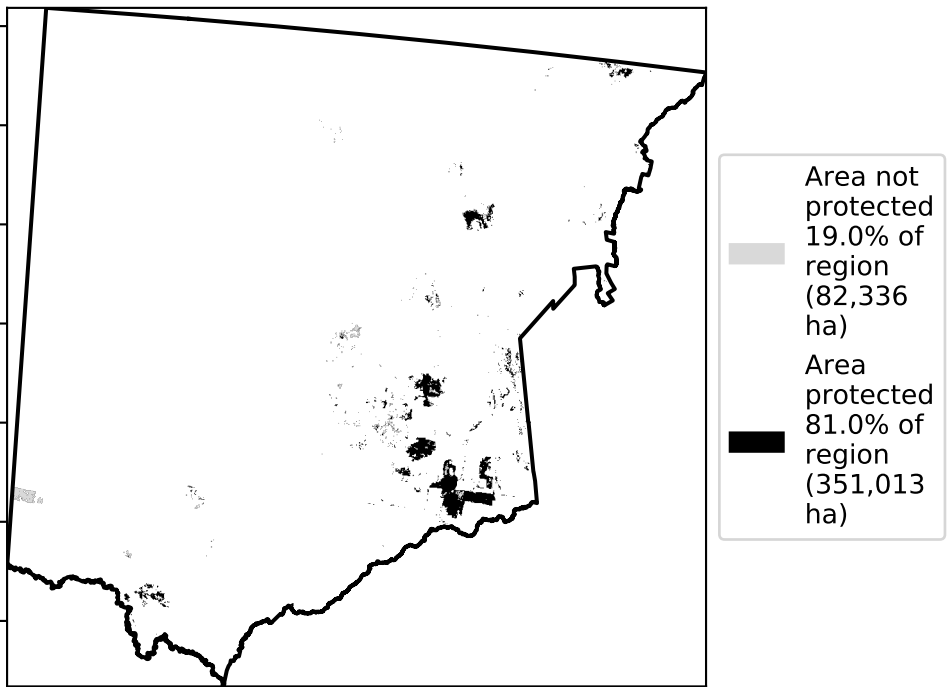 Area not
protected
19.0% of
region
(82,336
ha)
Area
protected
81.0% of
region
(351,013
ha)